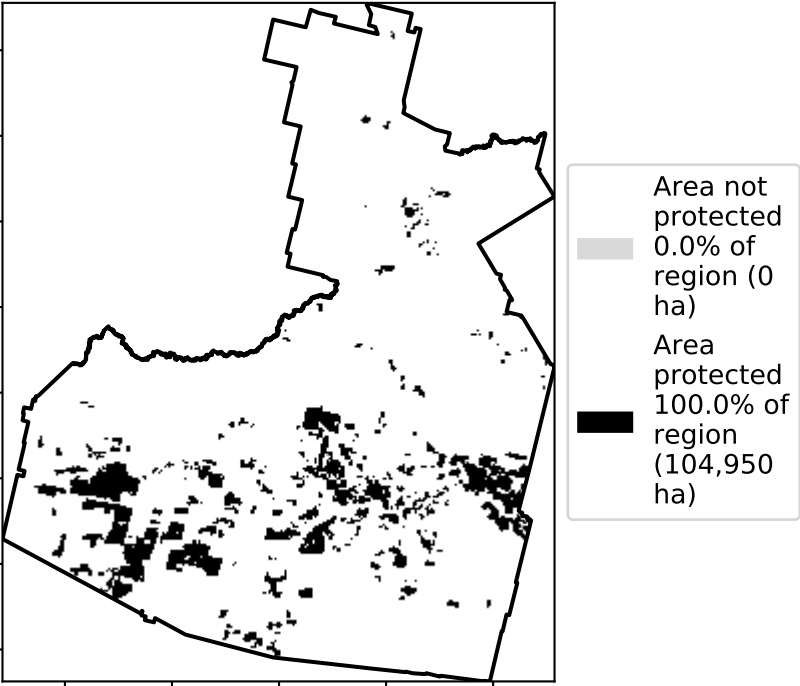 Area not
protected
0.0% of
region (0
ha)
Area
protected
100.0% of
region
(104,950
ha)